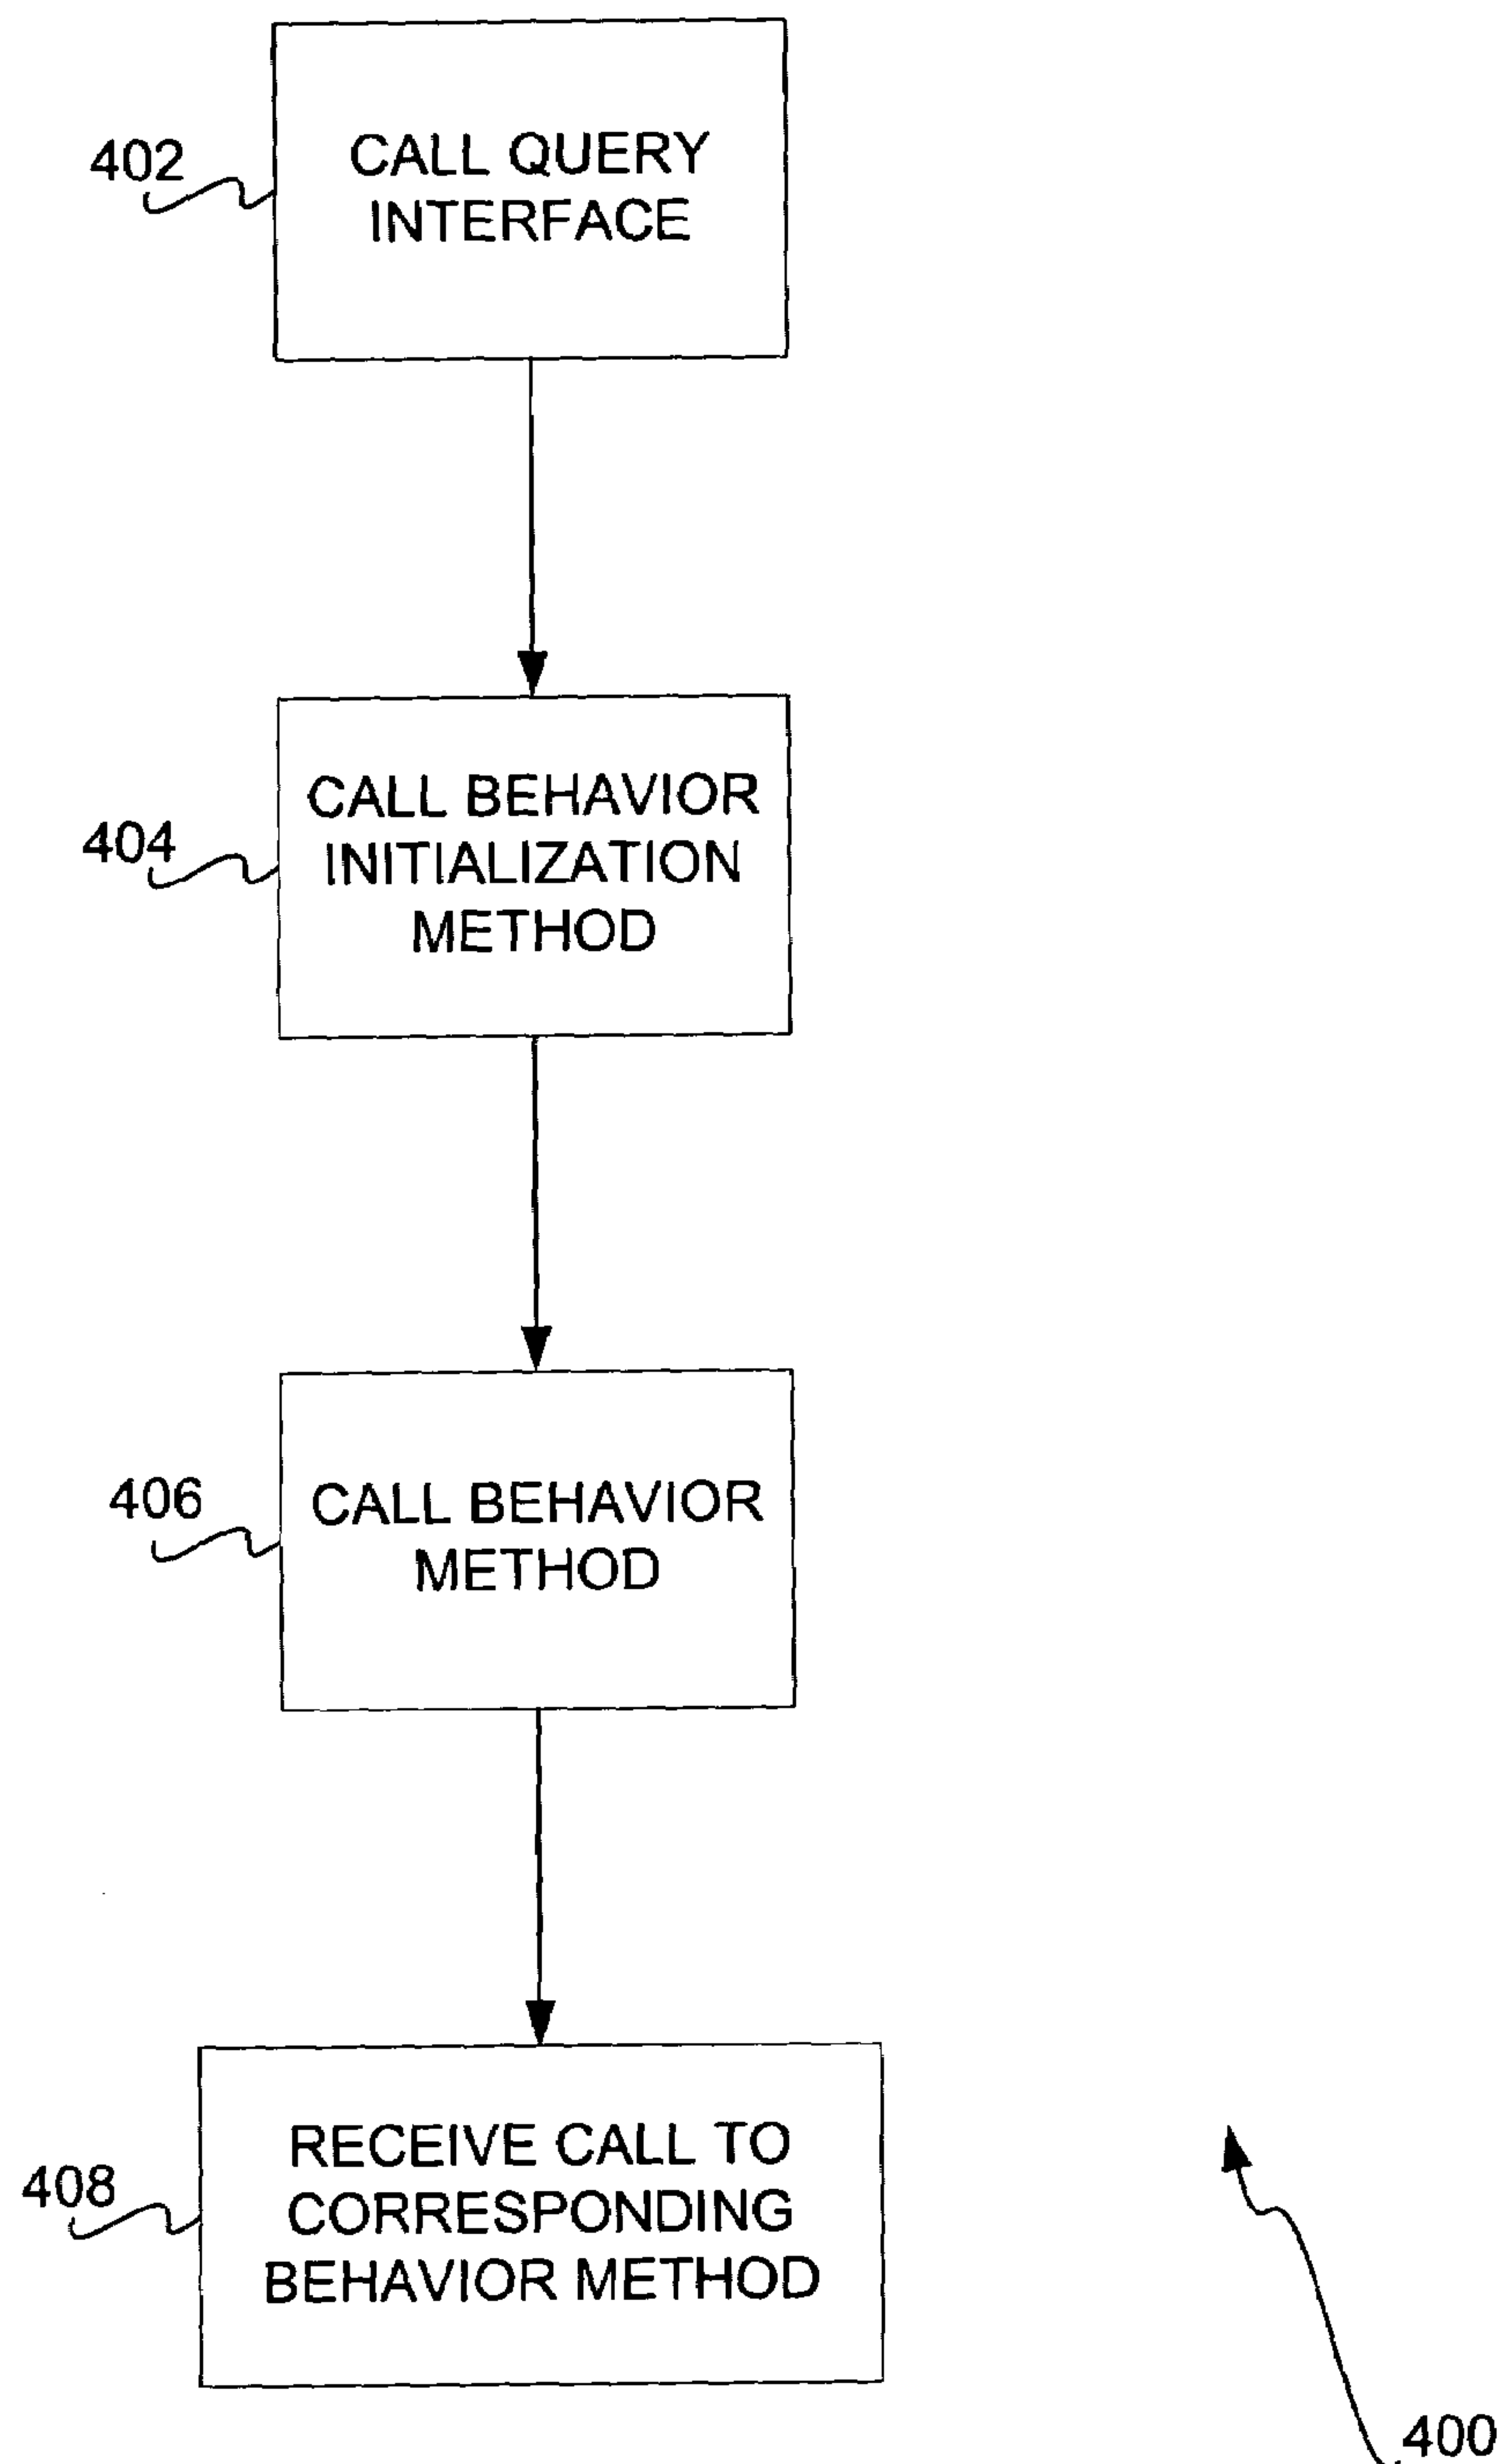 402
CALL QUERY
INTERFACE
404
CALL BEHAVIOR
INITIALIZATION
METHOD
406
CALL BEHAVIOR
METHOD
408
RECEIVE CALL TO
CORRESPONDING
BEHAVIOR METHOD
400